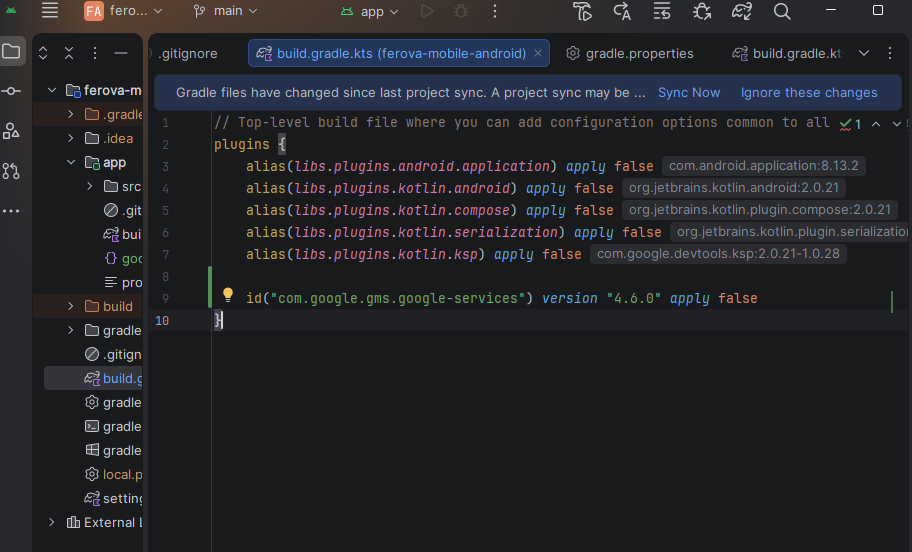 FA fero... main app
.gitignore build.gradle.kts (ferova-mobile-android) gradle.properties build.gradle.kt
Gradle files have changed since last project sync. A project sync may be ... Sync Now Ignore these changes
ferova-m
.gradle
.idea
app
src
.git
bui
{} goo
pro
build
gradle
.gitign
build.g
gradle
gradle
gradle
local.p
setting
External L
1 // Top-level build file where you can add configuration options common to all 1
2 plugins {
3 alias(libs.plugins.android.application) apply false com.android.application:8.13.2
4 alias(libs.plugins.kotlin.android) apply false org.jetbrains.kotlin.android:2.0.21
5 alias(libs.plugins.kotlin.compose) apply false org.jetbrains.kotlin.plugin.compose:2.0.21
6 alias(libs.plugins.kotlin.serialization) apply false org.jetbrains.kotlin.plugin.serialization
7 alias(libs.plugins.kotlin.ksp) apply false com.google.devtools.ksp:2.0.21-1.0.28
8
9 id("com.google.gms.google-services") version "4.6.0" apply false
10 }